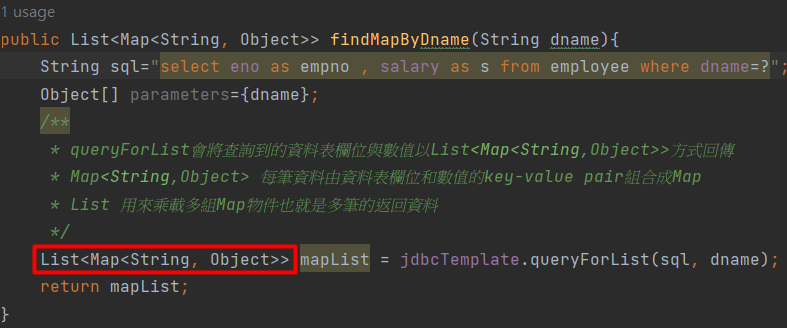 1 usage
public List<Map<String, Object>> findMapByDname(String dname){
String sql="select eno as empno , salary as s from employee where dname=?";
Object[] parameters={dname};
/**
* queryForList會將查詢到的資料表欄位與數值以List<Map<String,Object>>方式回傳
* Map<String,Object> 每筆資料由資料表欄位和數值的key-value pair組合成Map
* List 用來乘載多組Map物件也就是多筆的返回資料
*/
List<Map<String, Object>> mapList = jdbcTemplate.queryForList(sql, dname);
return mapList;
}